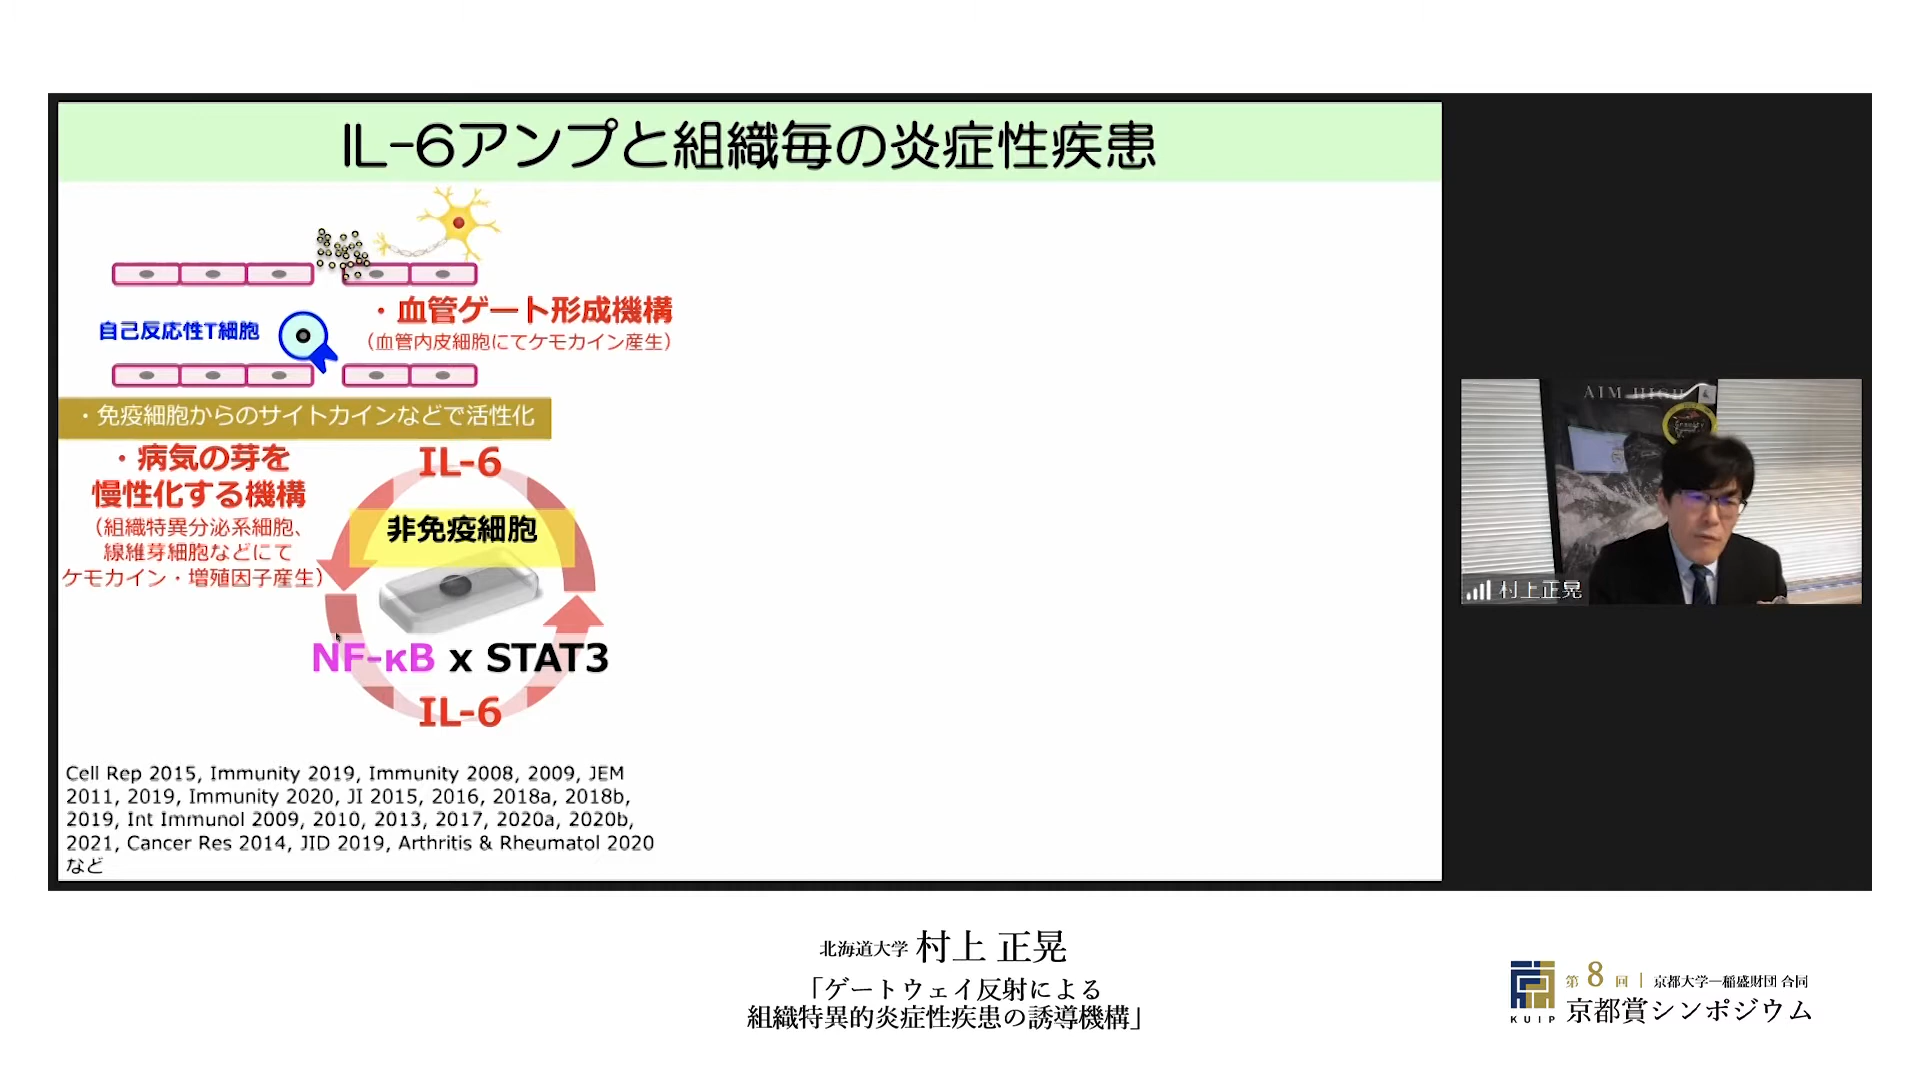 IL-6アンプと組織毎の炎症性疾患
・血管ゲート形成機構
（血管内皮細胞にてケモカイン産生）
自己反応性T細胞
・免疫細胞からのサイトカインなどで活性化
・病気の芽を
慢性化する機構
（組織特異分泌系細胞、
線維芽細胞などにて
ケモカイン・増殖因子産生）
IL-6
非免疫細胞
NF-κB x STAT3
IL-6
Cell Rep 2015, Immunity 2019, Immunity 2008, 2009, JEM
2011, 2019, Immunity 2020, JI 2015, 2016, 2018a, 2018b,
2019, Int Immunol 2009, 2010, 2013, 2017, 2020a, 2020b,
2021, Cancer Res 2014, JID 2019, Arthritis & Rheumatol 2020
など
AIM HIGH
村上正晃
北海道大学 村上 正晃
「ゲートウェイ反射による
組織特異的炎症性疾患の誘導機構」
KUIP
第8回 | 京都大学―稲盛財団 合同
京都賞シンポジウム